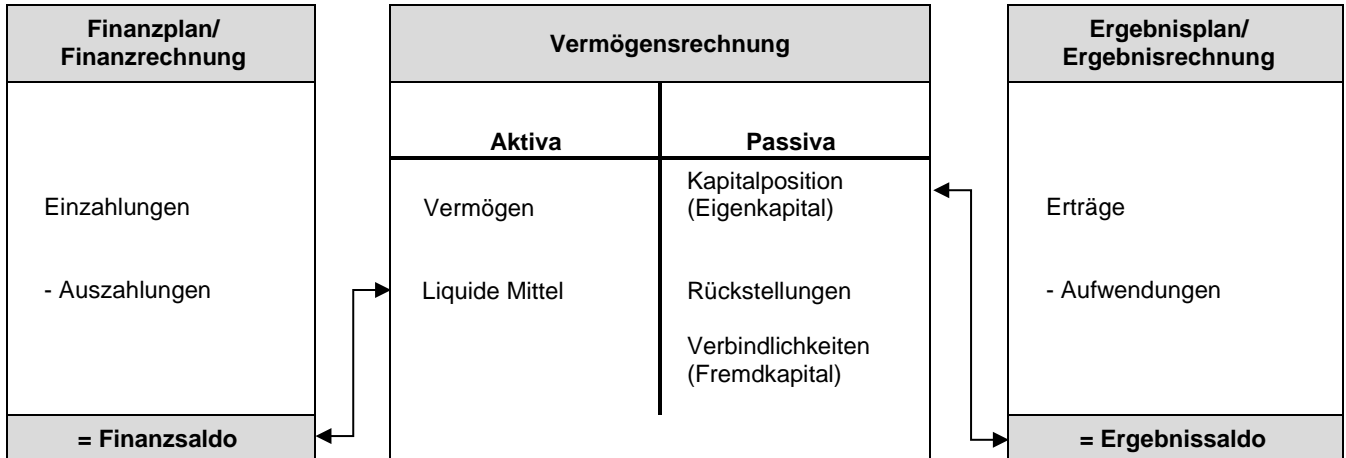 Finanzplan/
Finanzrechnung
Einzahlungen
- Auszahlungen
= Finanzsaldo
Vermögensrechnung
Aktiva
Passiva
Vermögen
Liquide Mittel
Kapitalposition
(Eigenkapital)
Rückstellungen
Verbindlichkeiten
(Fremdkapital)
Ergebnisplan/
Ergebnisrechnung
Erträge
- Aufwendungen
= Ergebnissaldo